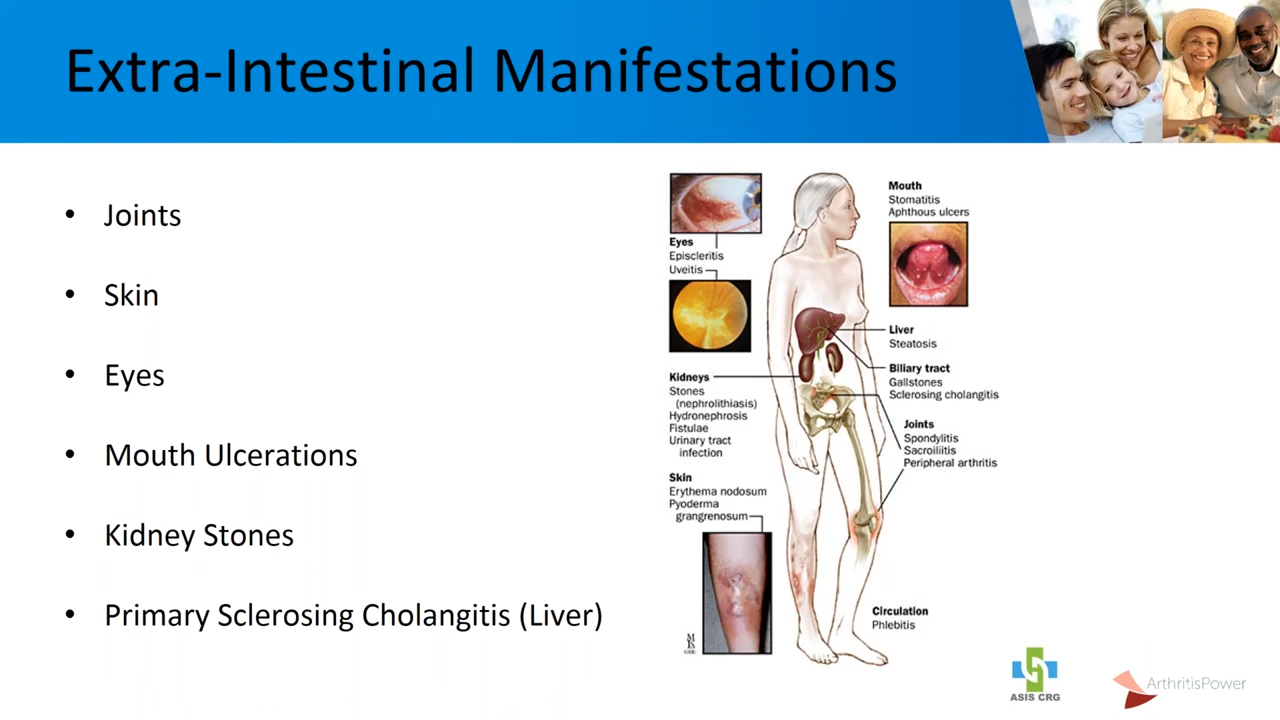 Extra-Intestinal Manifestations
• Joints
• Skin
• Eyes
• Mouth Ulcerations
• Kidney Stones
• Primary Sclerosing Cholangitis (Liver)
Eyes
Episcleritis
Uveitis
Kidneys
Stones
(nephrolithiasis)
Hydronephrosis
Fistulae
Urinary tract
infection
Skin
Erythema nodosum
Pyoderma
grangrenosum
Mouth
Stomatitis
Aphthous ulcers
Liver
Steatosis
Biliary tract
Gallstones
Sclerosing cholangitis
Joints
Spondylitis
Sacroiliitis
Peripheral arthritis
Circulation
Phlebitis
ASIS CRG
ArthritisPower